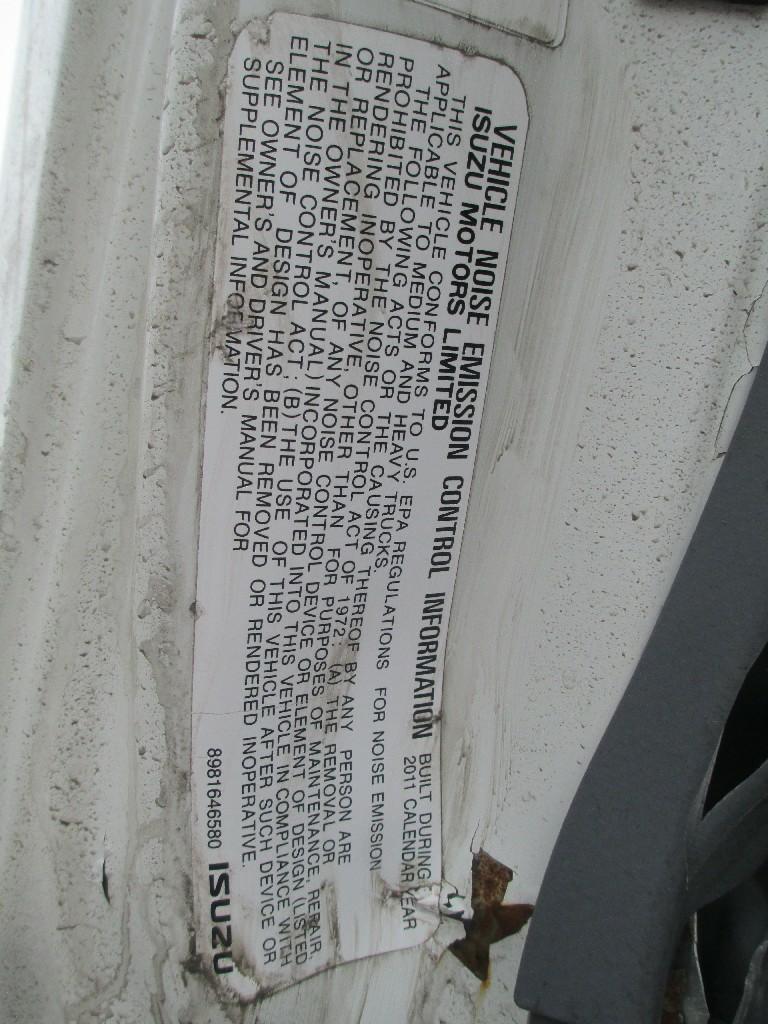 VEHICLE NOISE EMISSION CONTROL INFORMATION BUILT DURING
ISUZU MOTORS LIMITED 2011 CALENDAR YEAR
THIS VEHICLE CONFORMS TO U.S. EPA REGULATIONS FOR NOISE EMISSION
APPLICABLE TO MEDIUM AND HEAVY TRUCKS.
THE FOLLOWING ACTS OR THE CAUSING THEREOF BY ANY PERSON ARE
PROHIBITED BY THE NOISE CONTROL ACT OF 1972: (A) THE REMOVAL OR
RENDERING INOPERATIVE, OTHER THAN FOR PURPOSES OF MAINTENANCE, REPAIR,
OR REPLACEMENT, OF ANY NOISE CONTROL DEVICE OR ELEMENT OF DESIGN (LISTED
IN THE OWNER'S MANUAL) INCORPORATED INTO THIS VEHICLE IN COMPLIANCE WITH
THE NOISE CONTROL ACT; (B) THE USE OF THIS VEHICLE AFTER SUCH DEVICE OR
ELEMENT OF DESIGN HAS BEEN REMOVED OR RENDERED INOPERATIVE.
SEE OWNER'S AND DRIVER'S MANUAL FOR
SUPPLEMENTAL INFORMATION.
8981646580 ISUZU